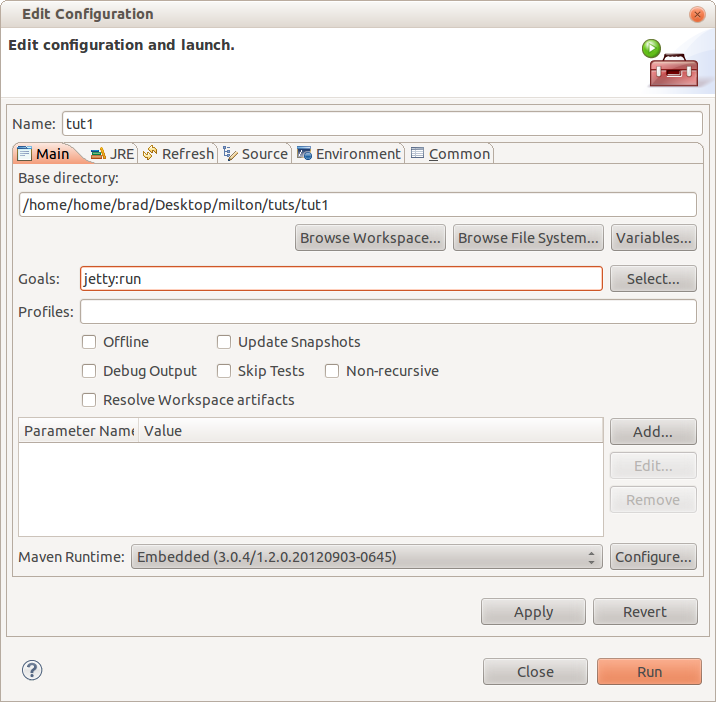 Edit Configuration
Edit configuration and launch.
Name: tut1
Main JRE Refresh Source Environment Common
Base directory:
/home/home/brad/Desktop/milton/tuts/tut1
Browse Workspace... Browse File System... Variables...
Goals: jetty:run Select...
Profiles:
Offline Update Snapshots
Debug Output Skip Tests Non-recursive
Resolve Workspace artifacts
Parameter Name Value Add...
Edit...
Remove
Maven Runtime: Embedded (3.0.4/1.2.0.20120903-0645) Configure...
Apply Revert
? Close Run